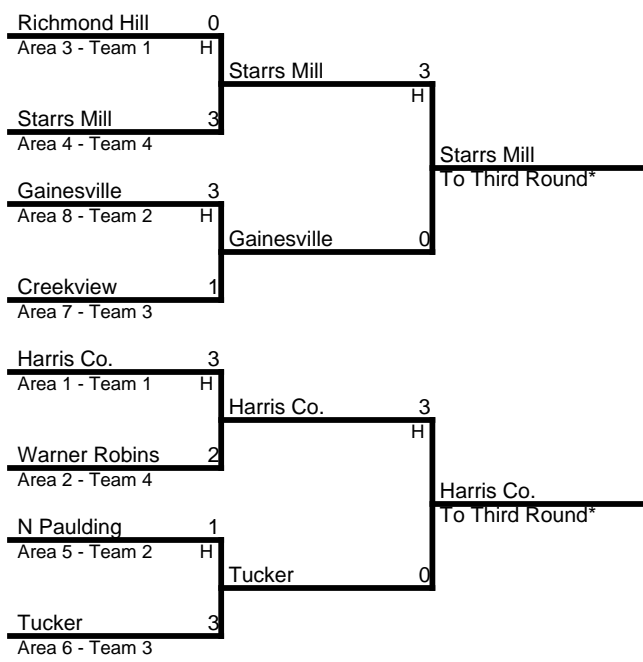 Richmond Hill 0
Area 3 - Team 1 H
Starrs Mill 3
H
Starrs Mill 3
Area 4 - Team 4
Starrs Mill
To Third Round*
Gainesville 3
Area 8 - Team 2 H
Gainesville 0
Creekview 1
Area 7 - Team 3
Harris Co. 3
Area 1 - Team 1 H
Harris Co. 3
H
Warner Robins 2
Area 2 - Team 4
Harris Co.
To Third Round*
N Paulding 1
Area 5 - Team 2 H
Tucker 0
Tucker 3
Area 6 - Team 3